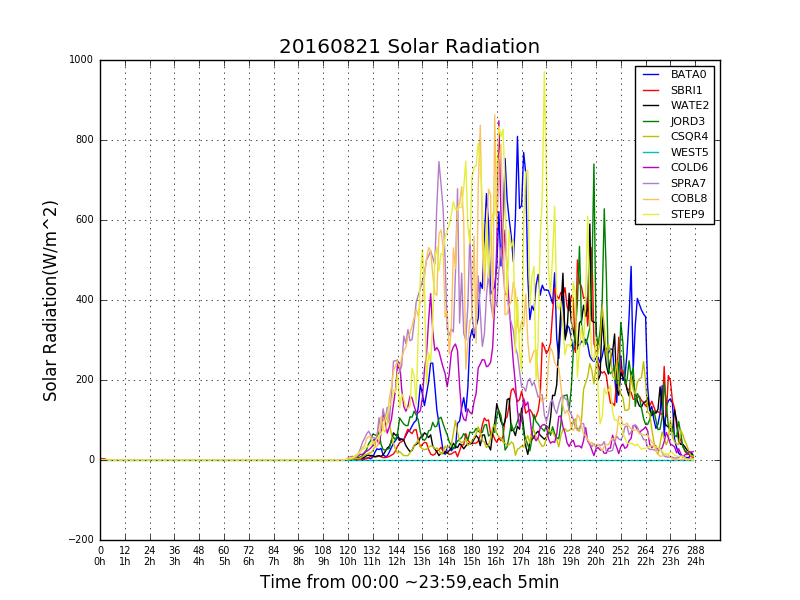 20160821 Solar Radiation
1000
800
600
400
200
0
−200
Solar Radiation(W/m^2)
BATA0
SBRI1
WATE2
JORD3
CSQR4
WEST5
COLD6
SPRA7
COBL8
STEP9
0 12 24 36 48 60 72 84 96 108 120 132 144 156 168 180 192 204 216 228 240 252 264 276 288
0h 1h 2h 3h 4h 5h 6h 7h 8h 9h 10h 11h 12h 13h 14h 15h 16h 17h 18h 19h 20h 21h 22h 23h 24h
Time from 00:00 ~23:59,each 5min